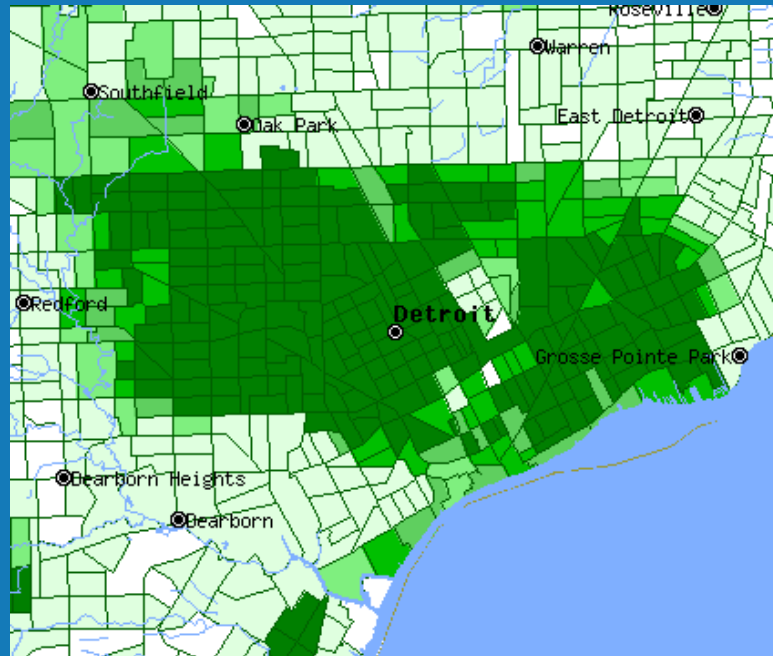 Roseville
Warren
Southfield
East Detroit
Oak Park
Redford
Detroit
Grosse Pointe Park
Dearborn Heights
Dearborn